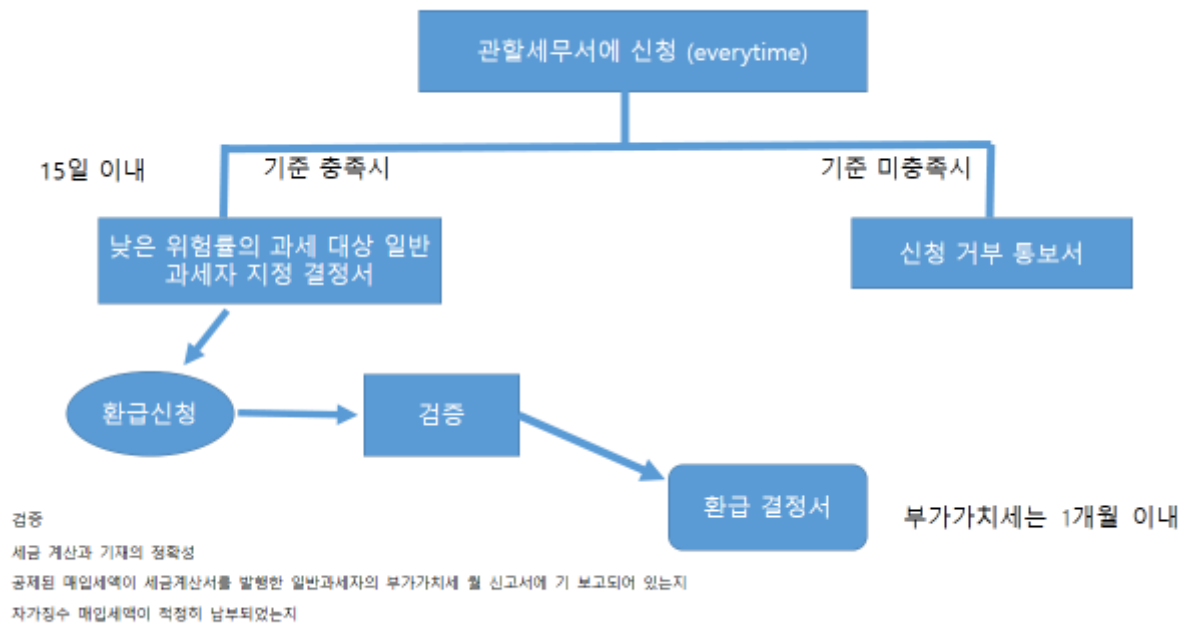 관할세무서에 신청 (everytime)
15일 이내
기준 충족시
기준 미충족시
낮은 위험률의 과세 대상 일반
과세자 지정 결정서
신청 거부 통보서
환급신청
검증
환급 결정서
부가가치세는 1개월 이내
검증
세금 계산과 기재의 정확성
공제된 매입세액이 세금계산서를 발행한 일반과세자의 부가가치세 월 신고서에 기 보고되어 있는지
자가징수 매입세액이 적정히 납부되었는지